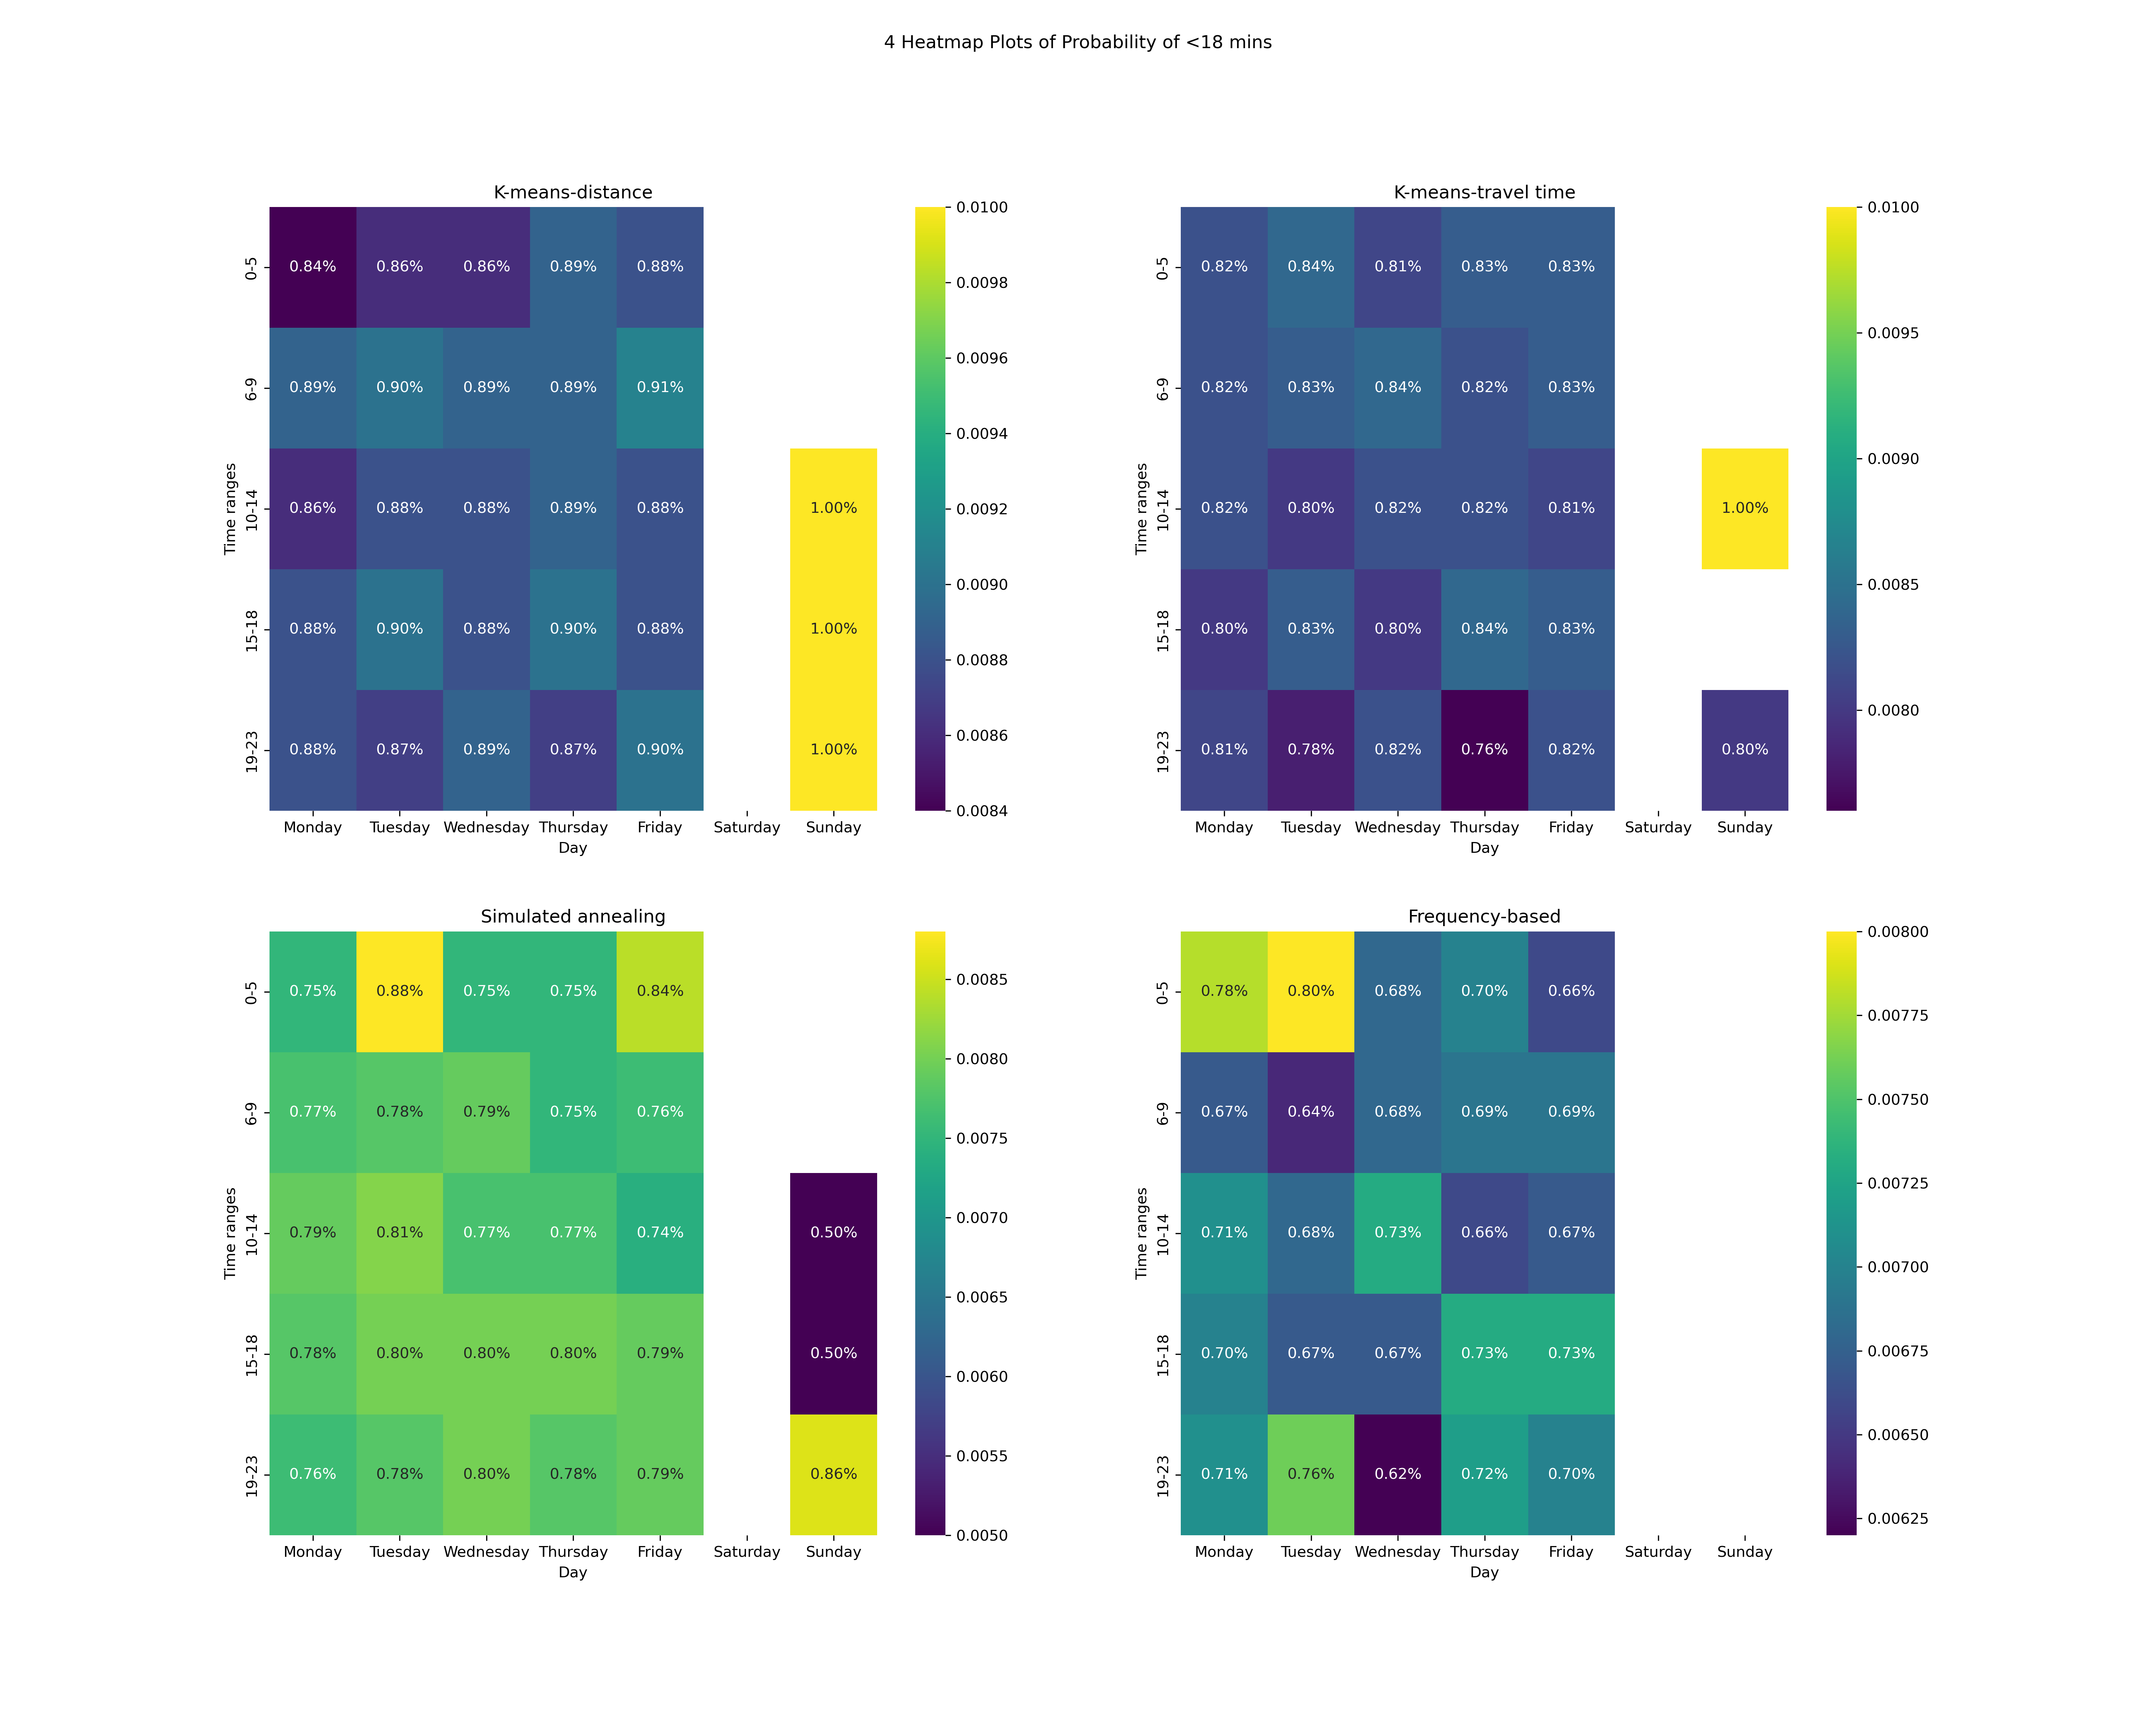 4 Heatmap Plots of Probability of <18 mins
K-means-distance
Time ranges
0-5
0.84% 0.86% 0.86% 0.89% 0.88%
6-9
0.89% 0.90% 0.89% 0.89% 0.91%
10-14
0.86% 0.88% 0.88% 0.89% 0.88% 1.00%
15-18
0.88% 0.90% 0.88% 0.90% 0.88% 1.00%
19-23
0.88% 0.87% 0.89% 0.87% 0.90% 1.00%
Monday Tuesday Wednesday Thursday Friday Saturday Sunday
Day
0.0100
0.0098
0.0096
0.0094
0.0092
0.0090
0.0088
0.0086
0.0084
K-means-travel time
Time ranges
0-5
0.82% 0.84% 0.81% 0.83% 0.83%
6-9
0.82% 0.83% 0.84% 0.82% 0.83%
10-14
0.82% 0.80% 0.82% 0.82% 0.81% 1.00%
15-18
0.80% 0.83% 0.80% 0.84% 0.83%
19-23
0.81% 0.78% 0.82% 0.76% 0.82% 0.80%
Monday Tuesday Wednesday Thursday Friday Saturday Sunday
Day
0.0100
0.0095
0.0090
0.0085
0.0080
Simulated annealing
Time ranges
0-5
0.75% 0.88% 0.75% 0.75% 0.84%
6-9
0.77% 0.78% 0.79% 0.75% 0.76%
10-14
0.79% 0.81% 0.77% 0.77% 0.74% 0.50%
15-18
0.78% 0.80% 0.80% 0.80% 0.79% 0.50%
19-23
0.76% 0.78% 0.80% 0.78% 0.79% 0.86%
Monday Tuesday Wednesday Thursday Friday Saturday Sunday
Day
0.0085
0.0080
0.0075
0.0070
0.0065
0.0060
0.0055
0.0050
Frequency-based
Time ranges
0-5
0.78% 0.80% 0.68% 0.70% 0.66%
6-9
0.67% 0.64% 0.68% 0.69% 0.69%
10-14
0.71% 0.68% 0.73% 0.66% 0.67%
15-18
0.70% 0.67% 0.67% 0.73% 0.73%
19-23
0.71% 0.76% 0.62% 0.72% 0.70%
Monday Tuesday Wednesday Thursday Friday Saturday Sunday
Day
0.00800
0.00775
0.00750
0.00725
0.00700
0.00675
0.00650
0.00625